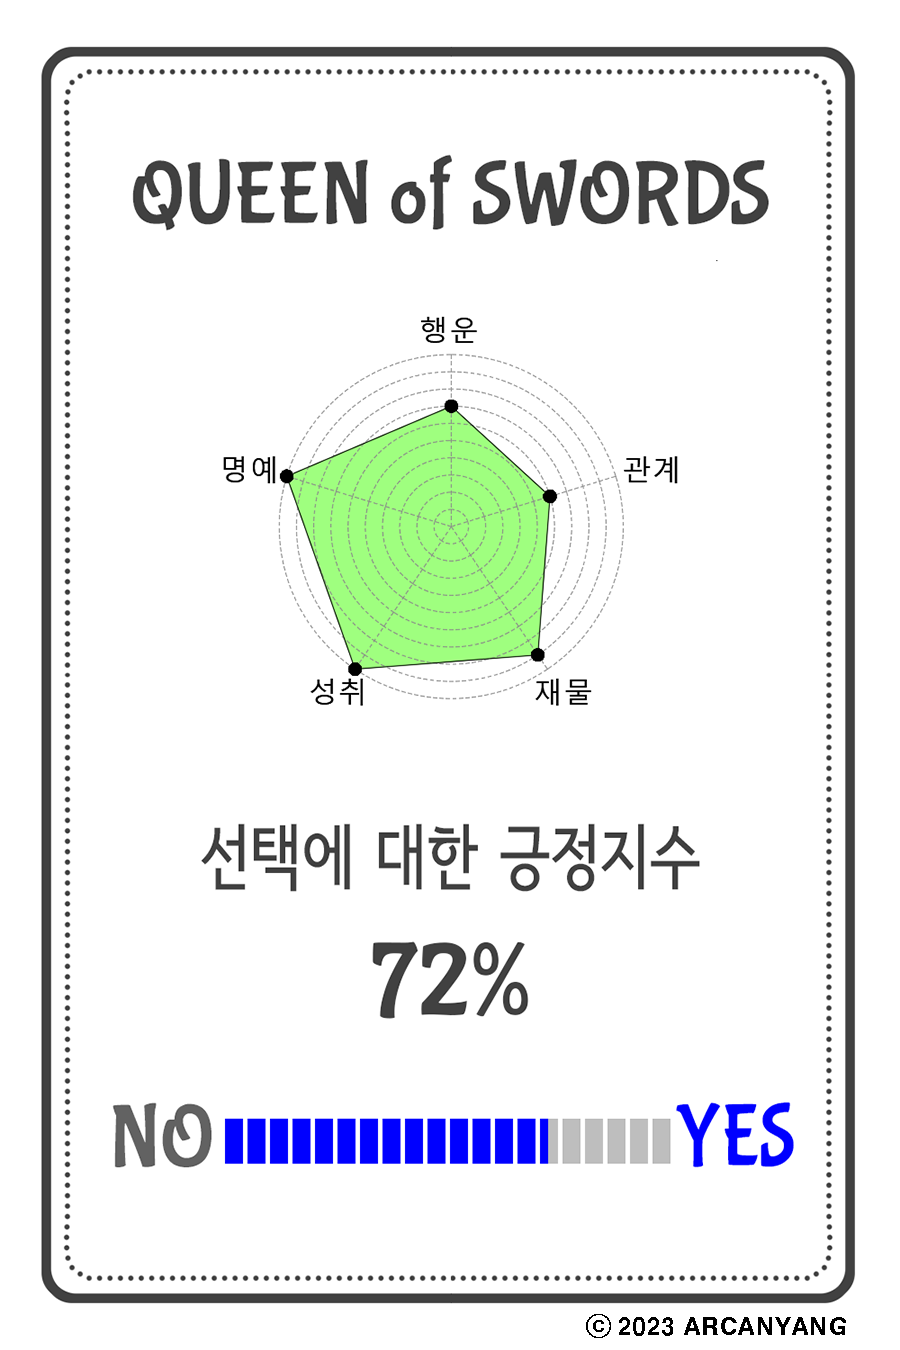 QUEEN of SWORDS
행운
명예
관계
성취
재물
선택에 대한 긍정지수
72%
NO YES
© 2023 ARCANYANG